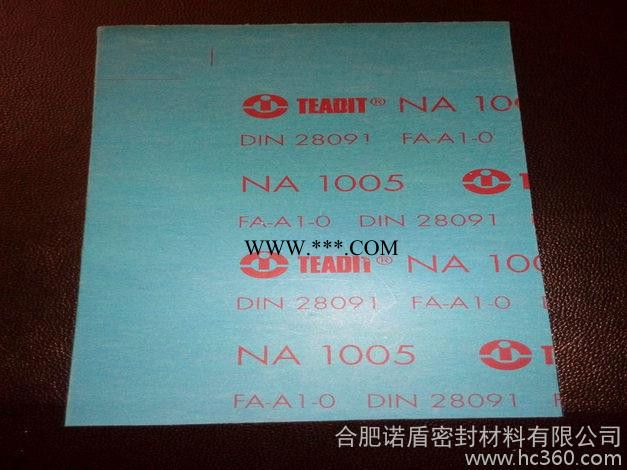 TEADIT® NA 100
DIN 28091 FA-A1-0
NA 1005
FA-A1-0 DIN 28091
WWW.***.COM
TEADIT® NA 100
DIN 28091 FA-A1-0
NA 1005 T
FA-A1-0 DIN 28091
合肥诺盾密封材料有限公司
www.hc360.com